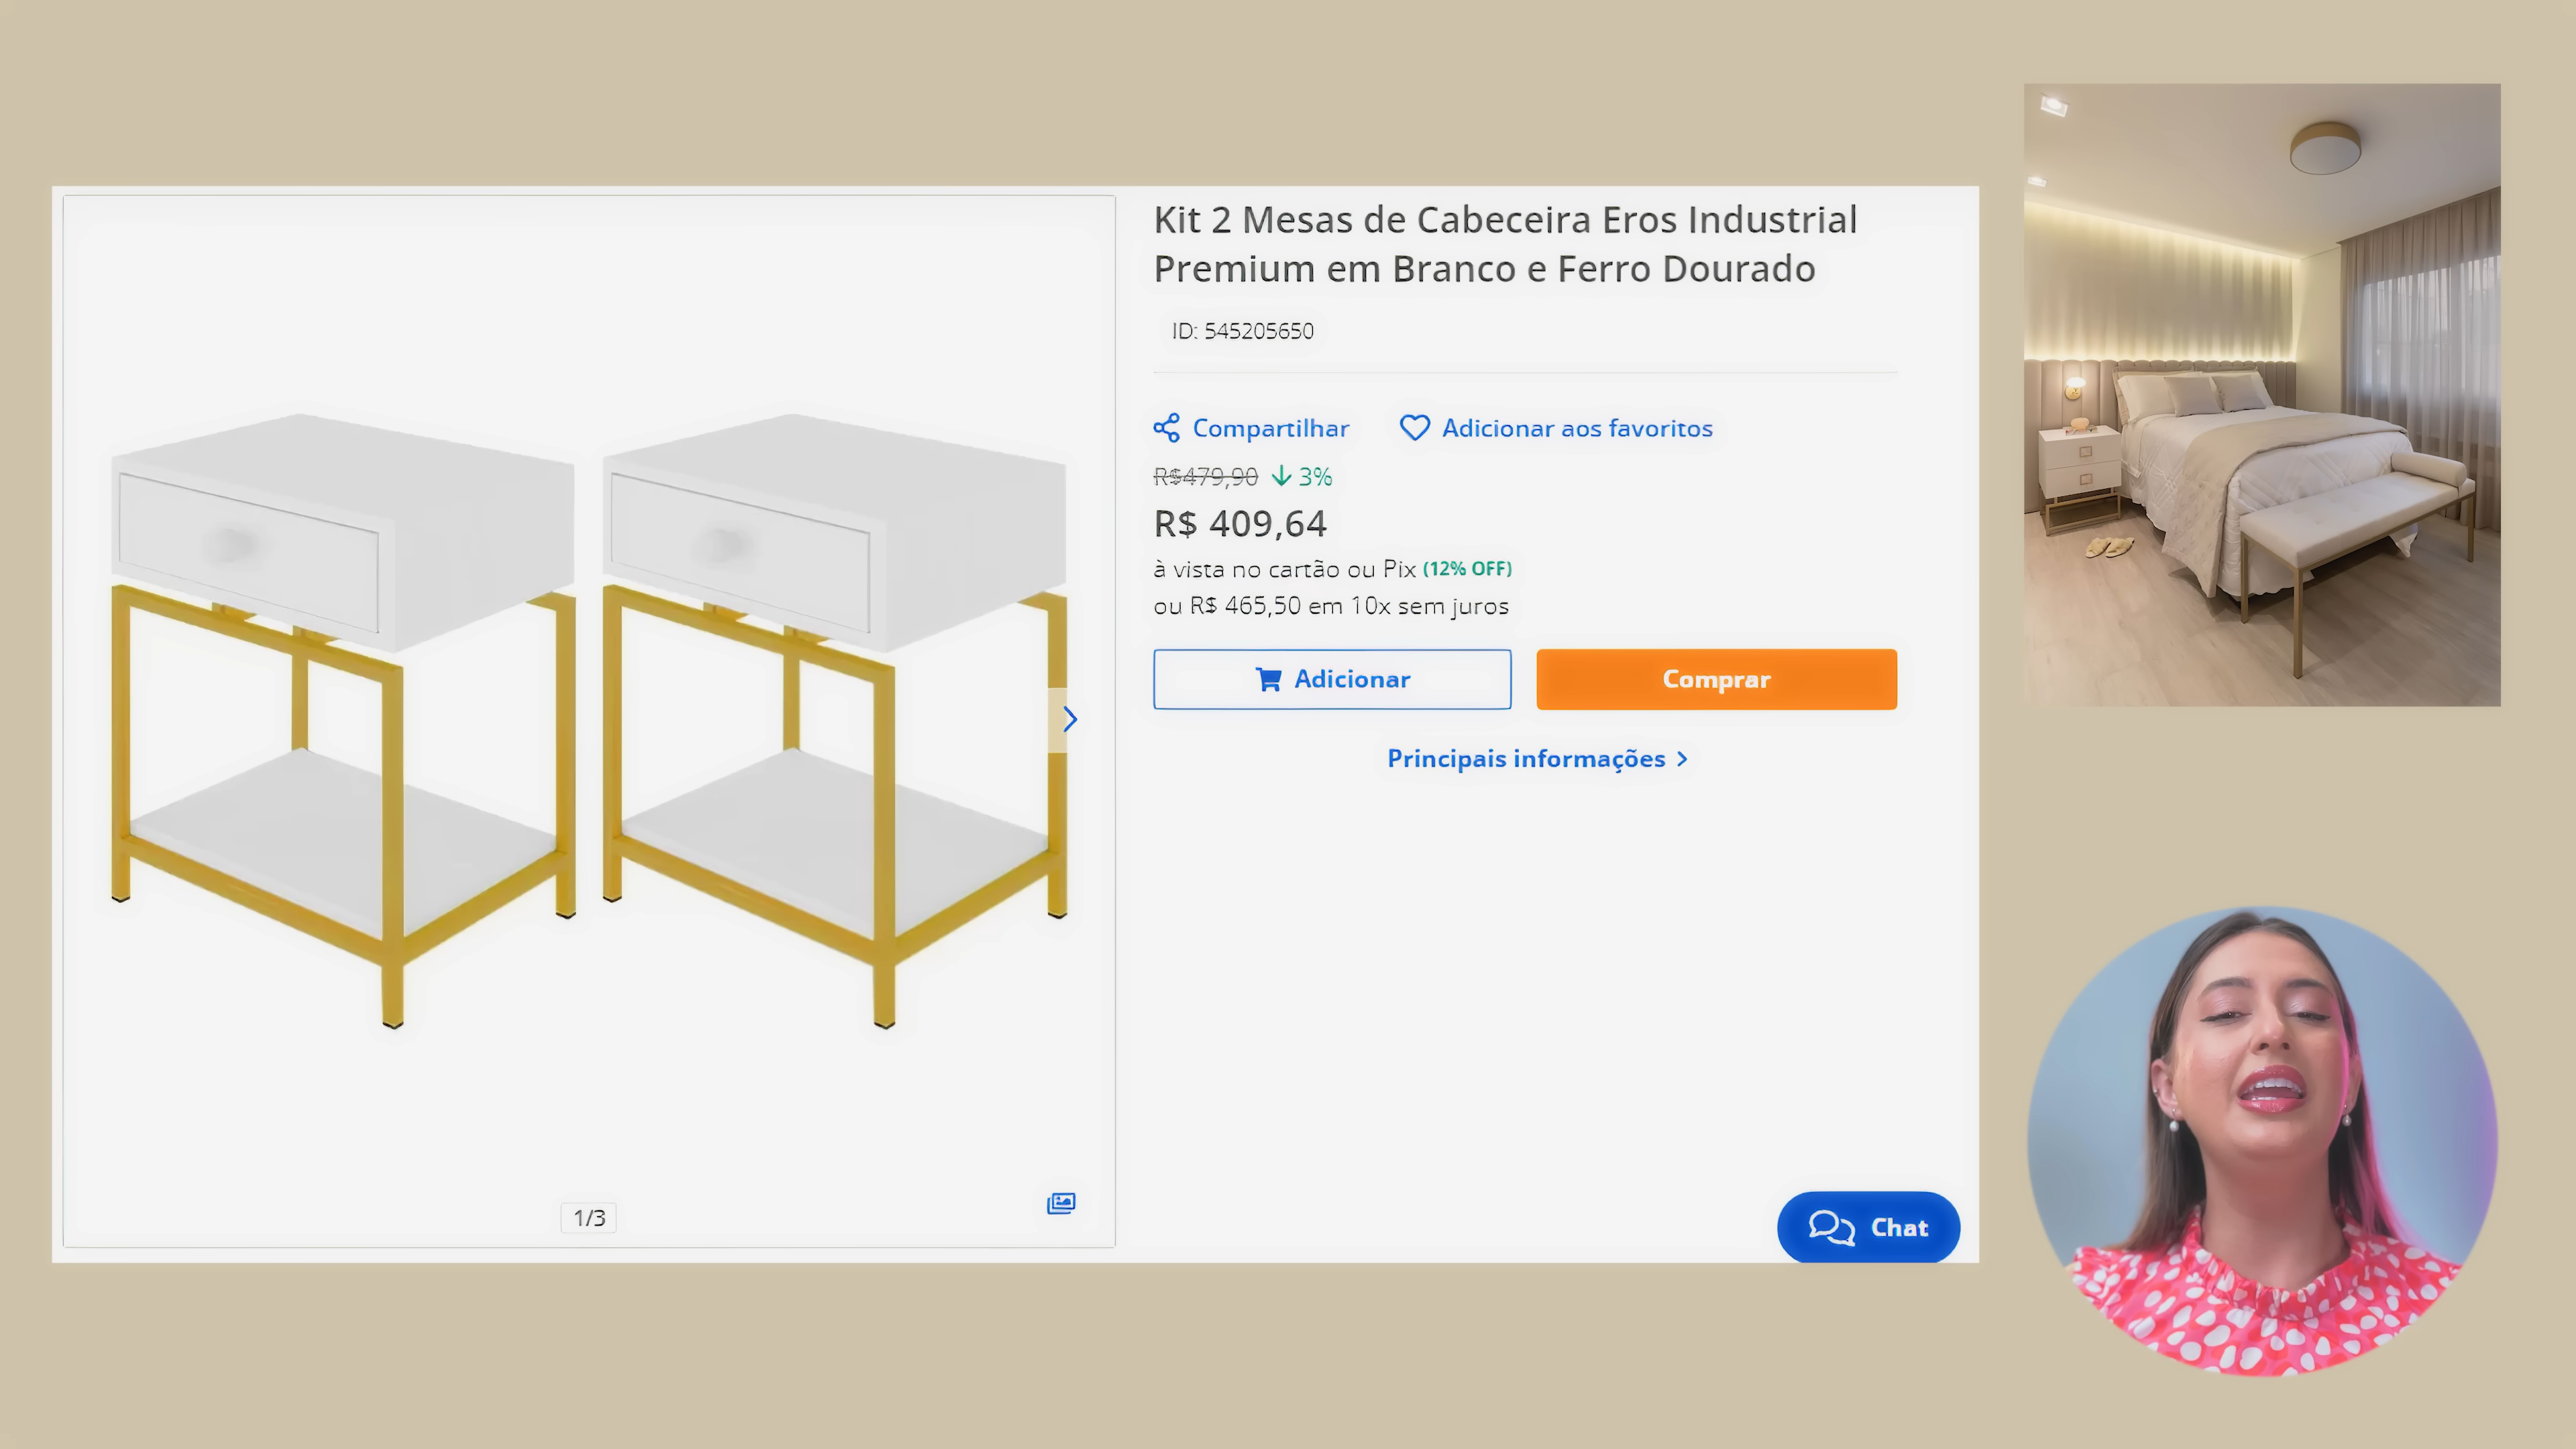 Kit 2 Mesas de Cabeceira Eros Industrial
Premium em Branco e Ferro Dourado
ID: 545205650
Compartilhar
Adicionar aos favoritos
R$479,90 3%
R$ 409,64
à vista no cartão ou Pix (12% OFF)
ou R$ 465,50 em 10x sem juros
Adicionar
Comprar
Principais informações
1/3
Chat